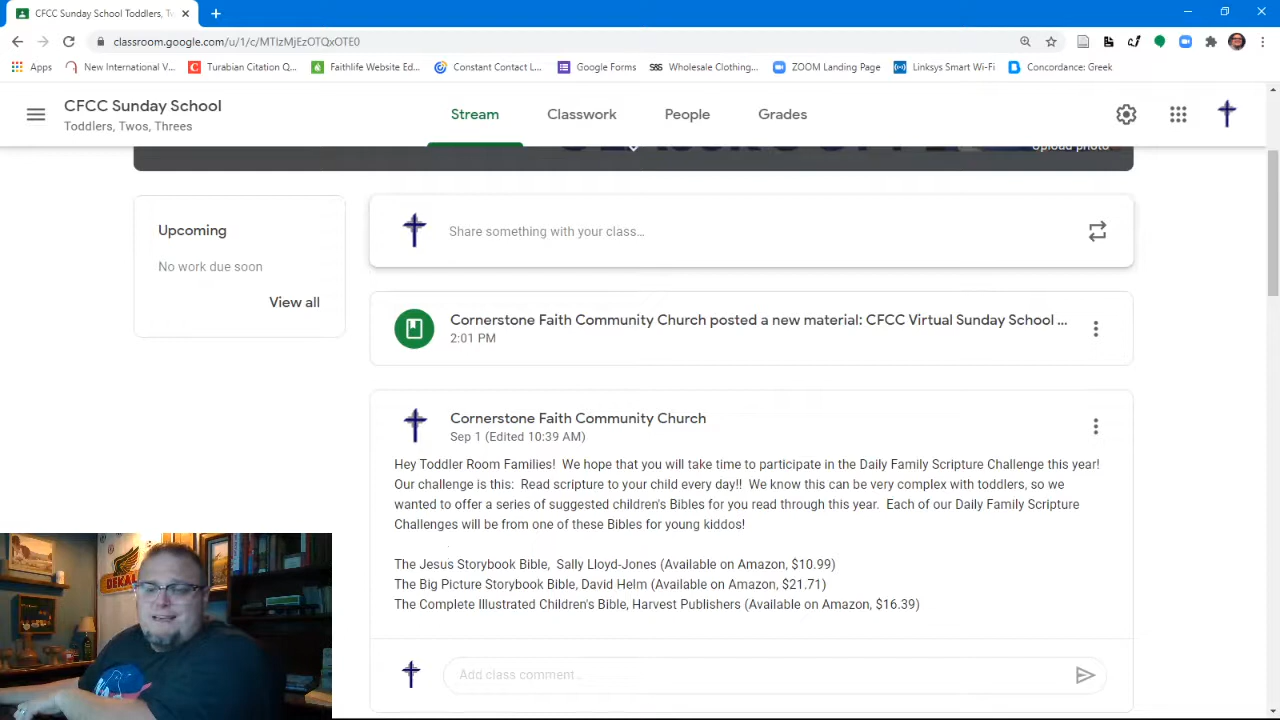 CFCC Sunday School Toddlers, T
classroom.google.com/u/1/c/MTIzMjEzOTQxOTE0
Apps
New International V...
Turabian Citation Q...
Faithlife Website Ed...
Constant Contact L...
Google Forms
S&S
Wholesale Clothing...
ZOOM Landing Page
Linksys Smart Wi-Fi
Concordance: Greek
CFCC Sunday School
Toddlers, Twos, Threes
Stream
Classwork
People
Grades
Upload photo
Upcoming
No work due soon
View all
Share something with your class...
Cornerstone Faith Community Church posted a new material: CFCC Virtual Sunday School ...
2:01 PM
Cornerstone Faith Community Church
Sep 1 (Edited 10:39 AM)
Hey Toddler Room Families! We hope that you will take time to participate in the Daily Family Scripture Challenge this year!
Our challenge is this: Read scripture to your child every day!! We know this can be very complex with toddlers, so we
wanted to offer a series of suggested children's Bibles for you read through this year. Each of our Daily Family Scripture
Challenges will be from one of these Bibles for young kiddos!
The Jesus Storybook Bible, Sally Lloyd-Jones (Available on Amazon, $10.99)
The Big Picture Storybook Bible, David Helm (Available on Amazon, $21.71)
The Complete Illustrated Children's Bible, Harvest Publishers (Available on Amazon, $16.39)
Add class comment...
DEKALB